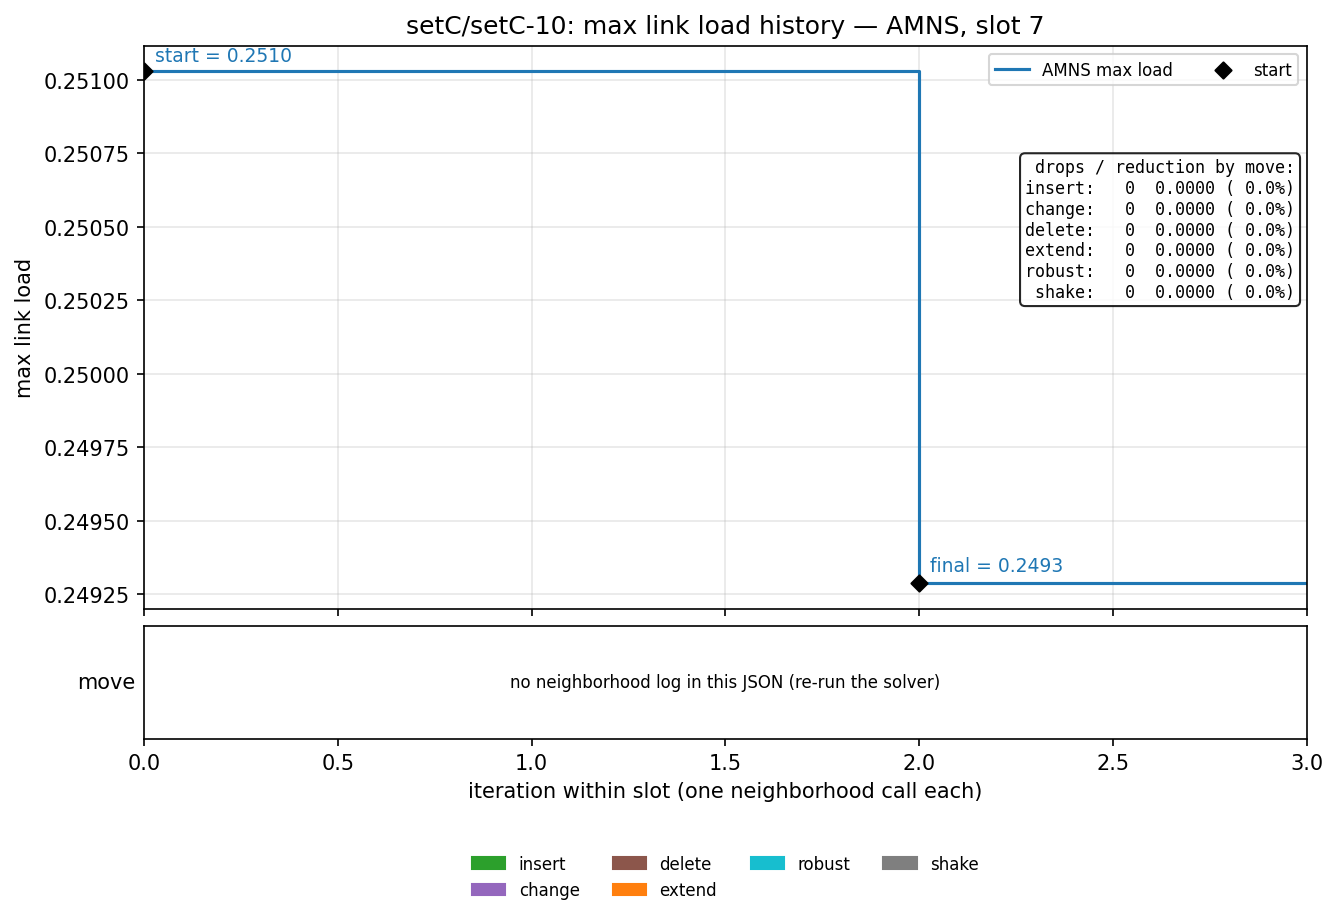 setC/setC-10: max link load history — AMNS, slot 7
start = 0.2510
AMNS max load
start
0.25100
0.25075
0.25050
0.25025
0.25000
0.24975
0.24950
0.24925
max link load
drops / reduction by move:
insert: 0 0.0000 ( 0.0%)
change: 0 0.0000 ( 0.0%)
delete: 0 0.0000 ( 0.0%)
extend: 0 0.0000 ( 0.0%)
robust: 0 0.0000 ( 0.0%)
shake: 0 0.0000 ( 0.0%)
final = 0.2493
move
no neighborhood log in this JSON (re-run the solver)
0.0 0.5 1.0 1.5 2.0 2.5 3.0
iteration within slot (one neighborhood call each)
insert delete robust shake
change extend